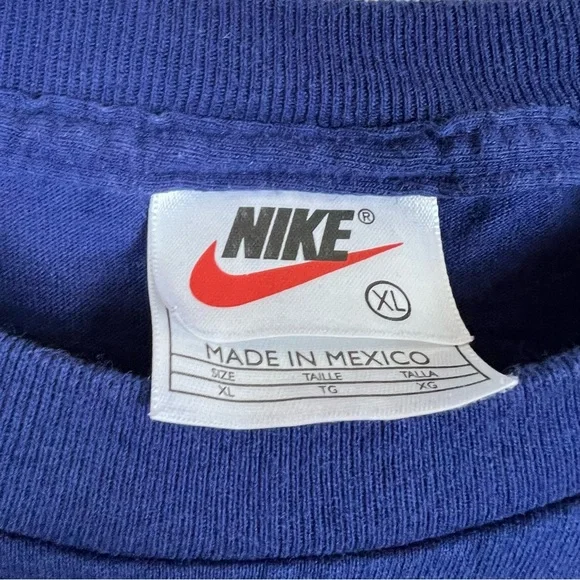 NIKE®
XL
MADE IN MEXICO
SIZE TAILLE TALLA
XL TG XG